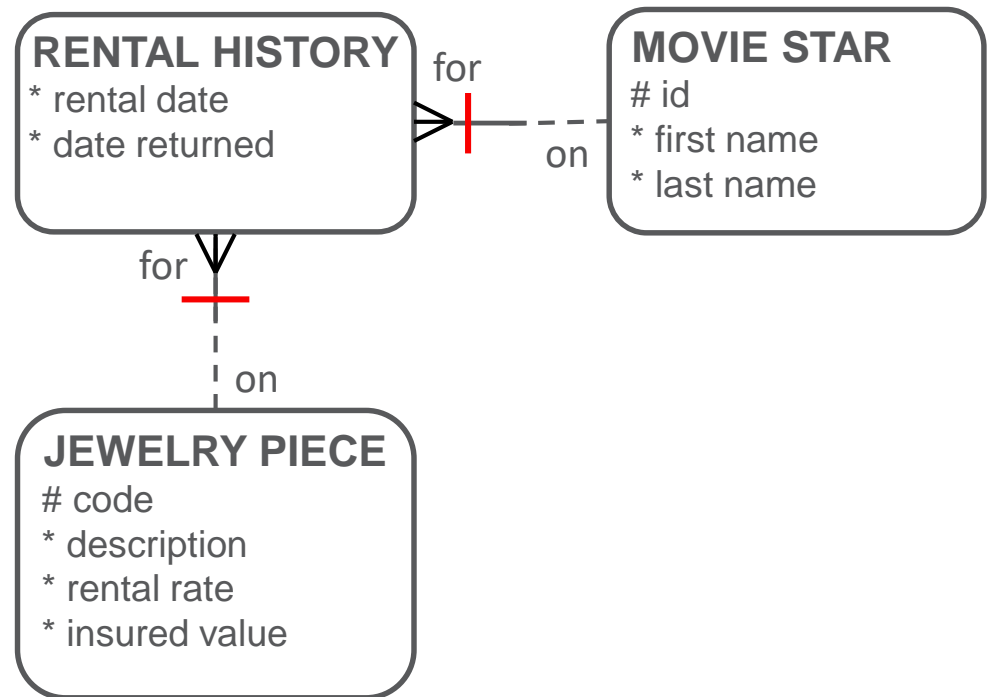 RENTAL HISTORY
* rental date
* date returned
for
on
MOVIE STAR
# id
* first name
* last name
for
on
JEWELRY PIECE
# code
* description
* rental rate
* insured value